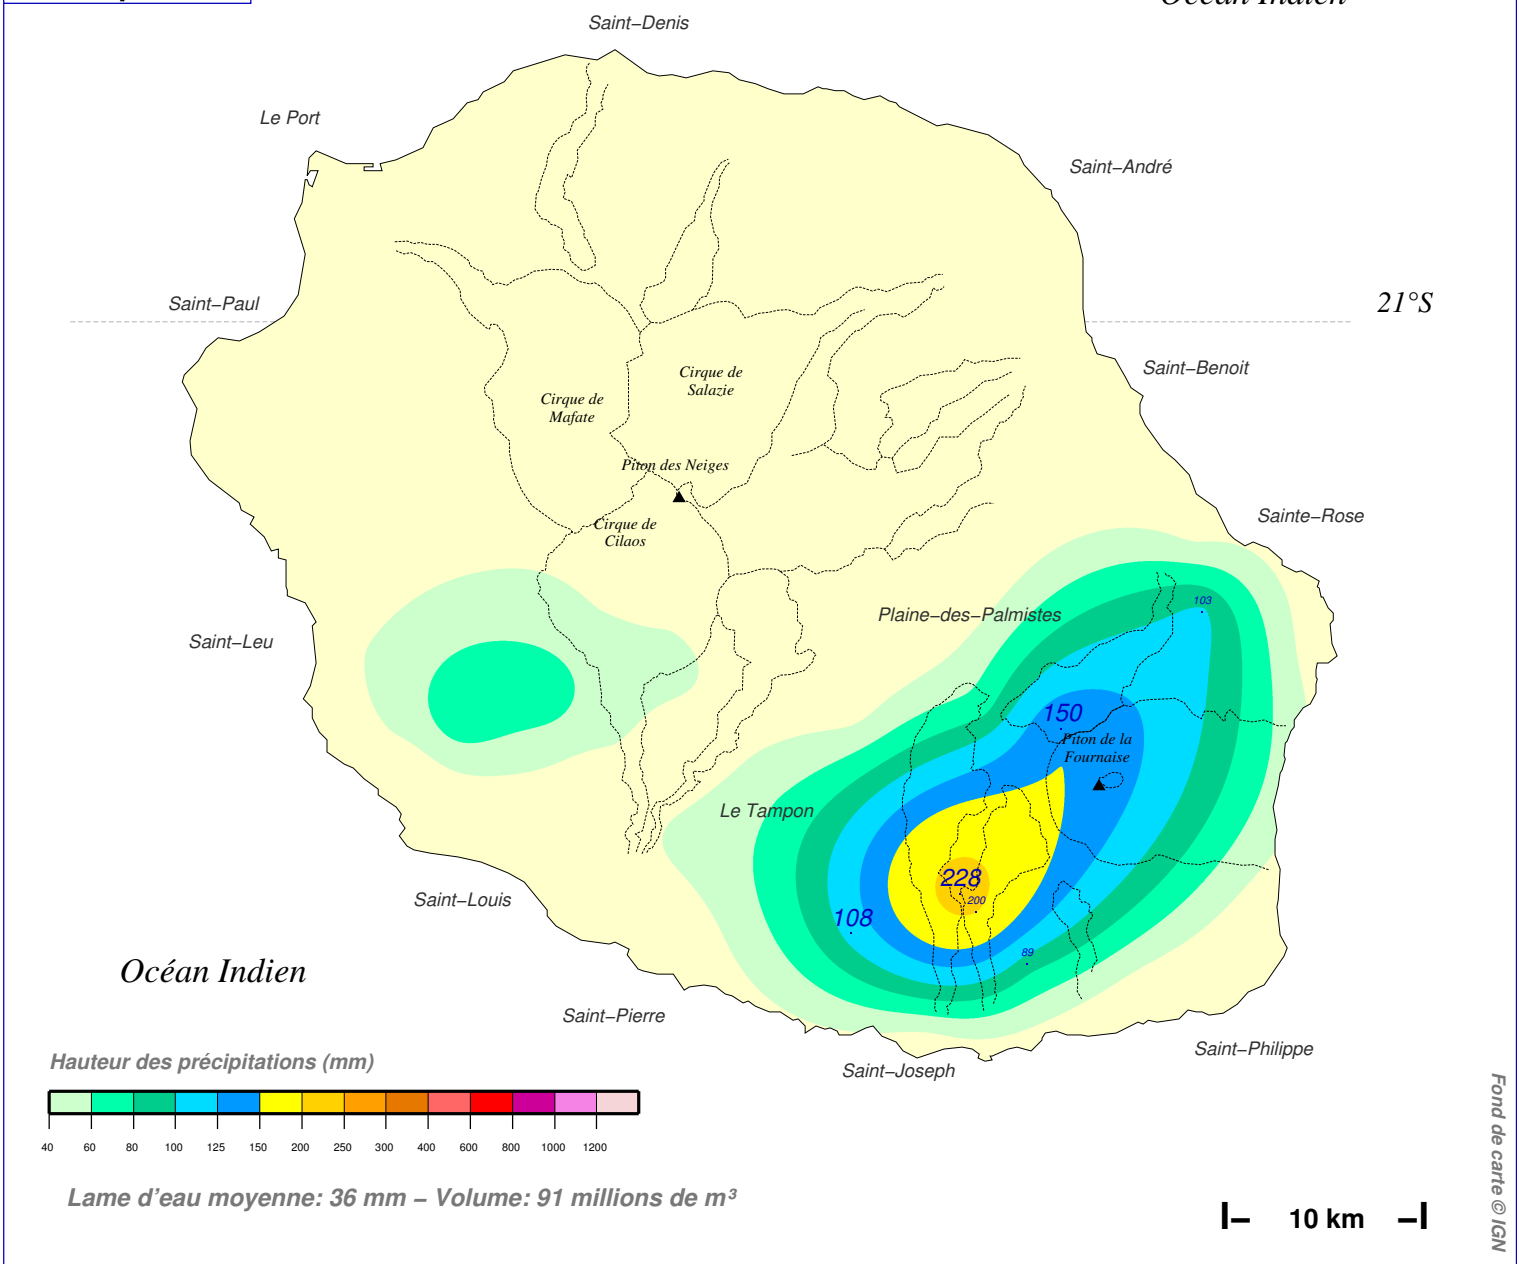 Océan Indien
Saint–Denis
Le Port
Saint–André
Saint–Paul
21°S
Saint–Benoit
Cirque de
Salazie
Cirque de
Mafate
Piton des Neiges
Cirque de
Cilaos
Sainte–Rose
103
Plaine–des–Palmistes
Saint–Leu
150
Piton de la
Fournaise
Le Tampon
228
200
108
89
Saint–Louis
Océan Indien
Saint–Pierre
Saint–Philippe
Saint–Joseph
Hauteur des précipitations (mm)
40 60 80 100 125 150 200 250 300 400 600 800 1000 1200
Lame d'eau moyenne: 36 mm – Volume: 91 millions de m³
10 km
Fond de carte © IGN